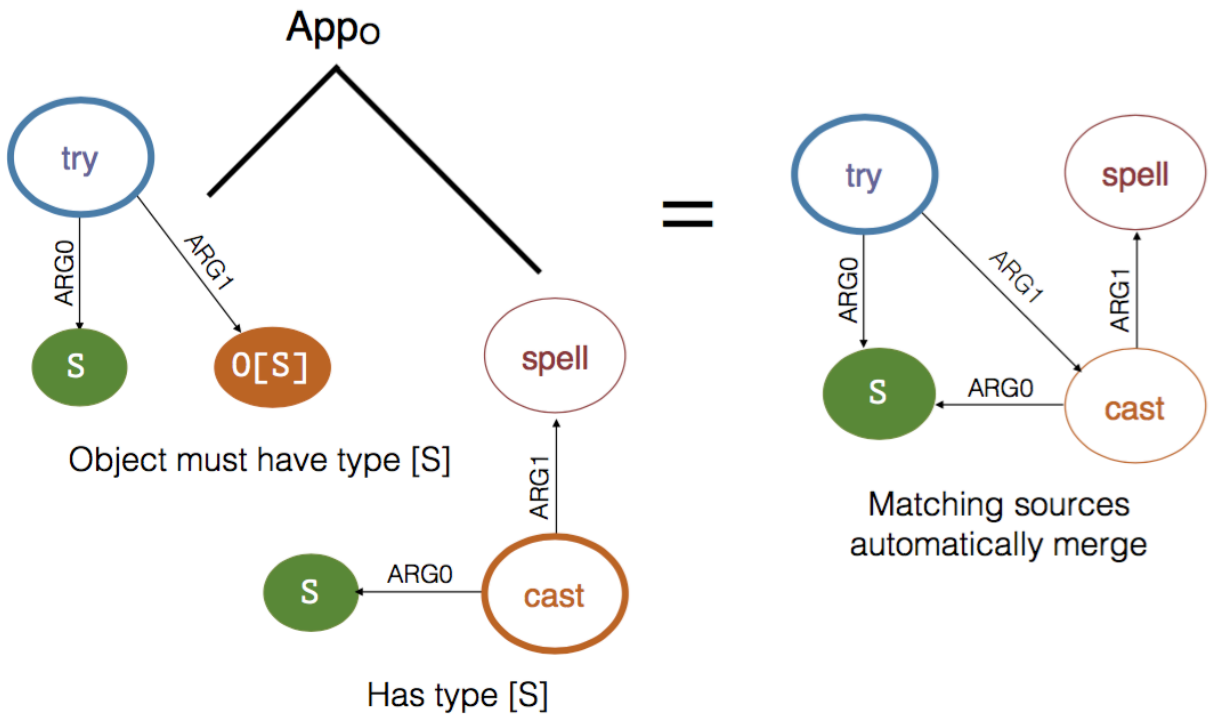 App_O
try
ARG0
ARG1
S
O[S]
Object must have type [S]
spell
ARG1
S
ARG0
cast
Has type [S]
=
try
spell
ARG0
ARG1
ARG1
S
ARG0
cast
Matching sources
automatically merge